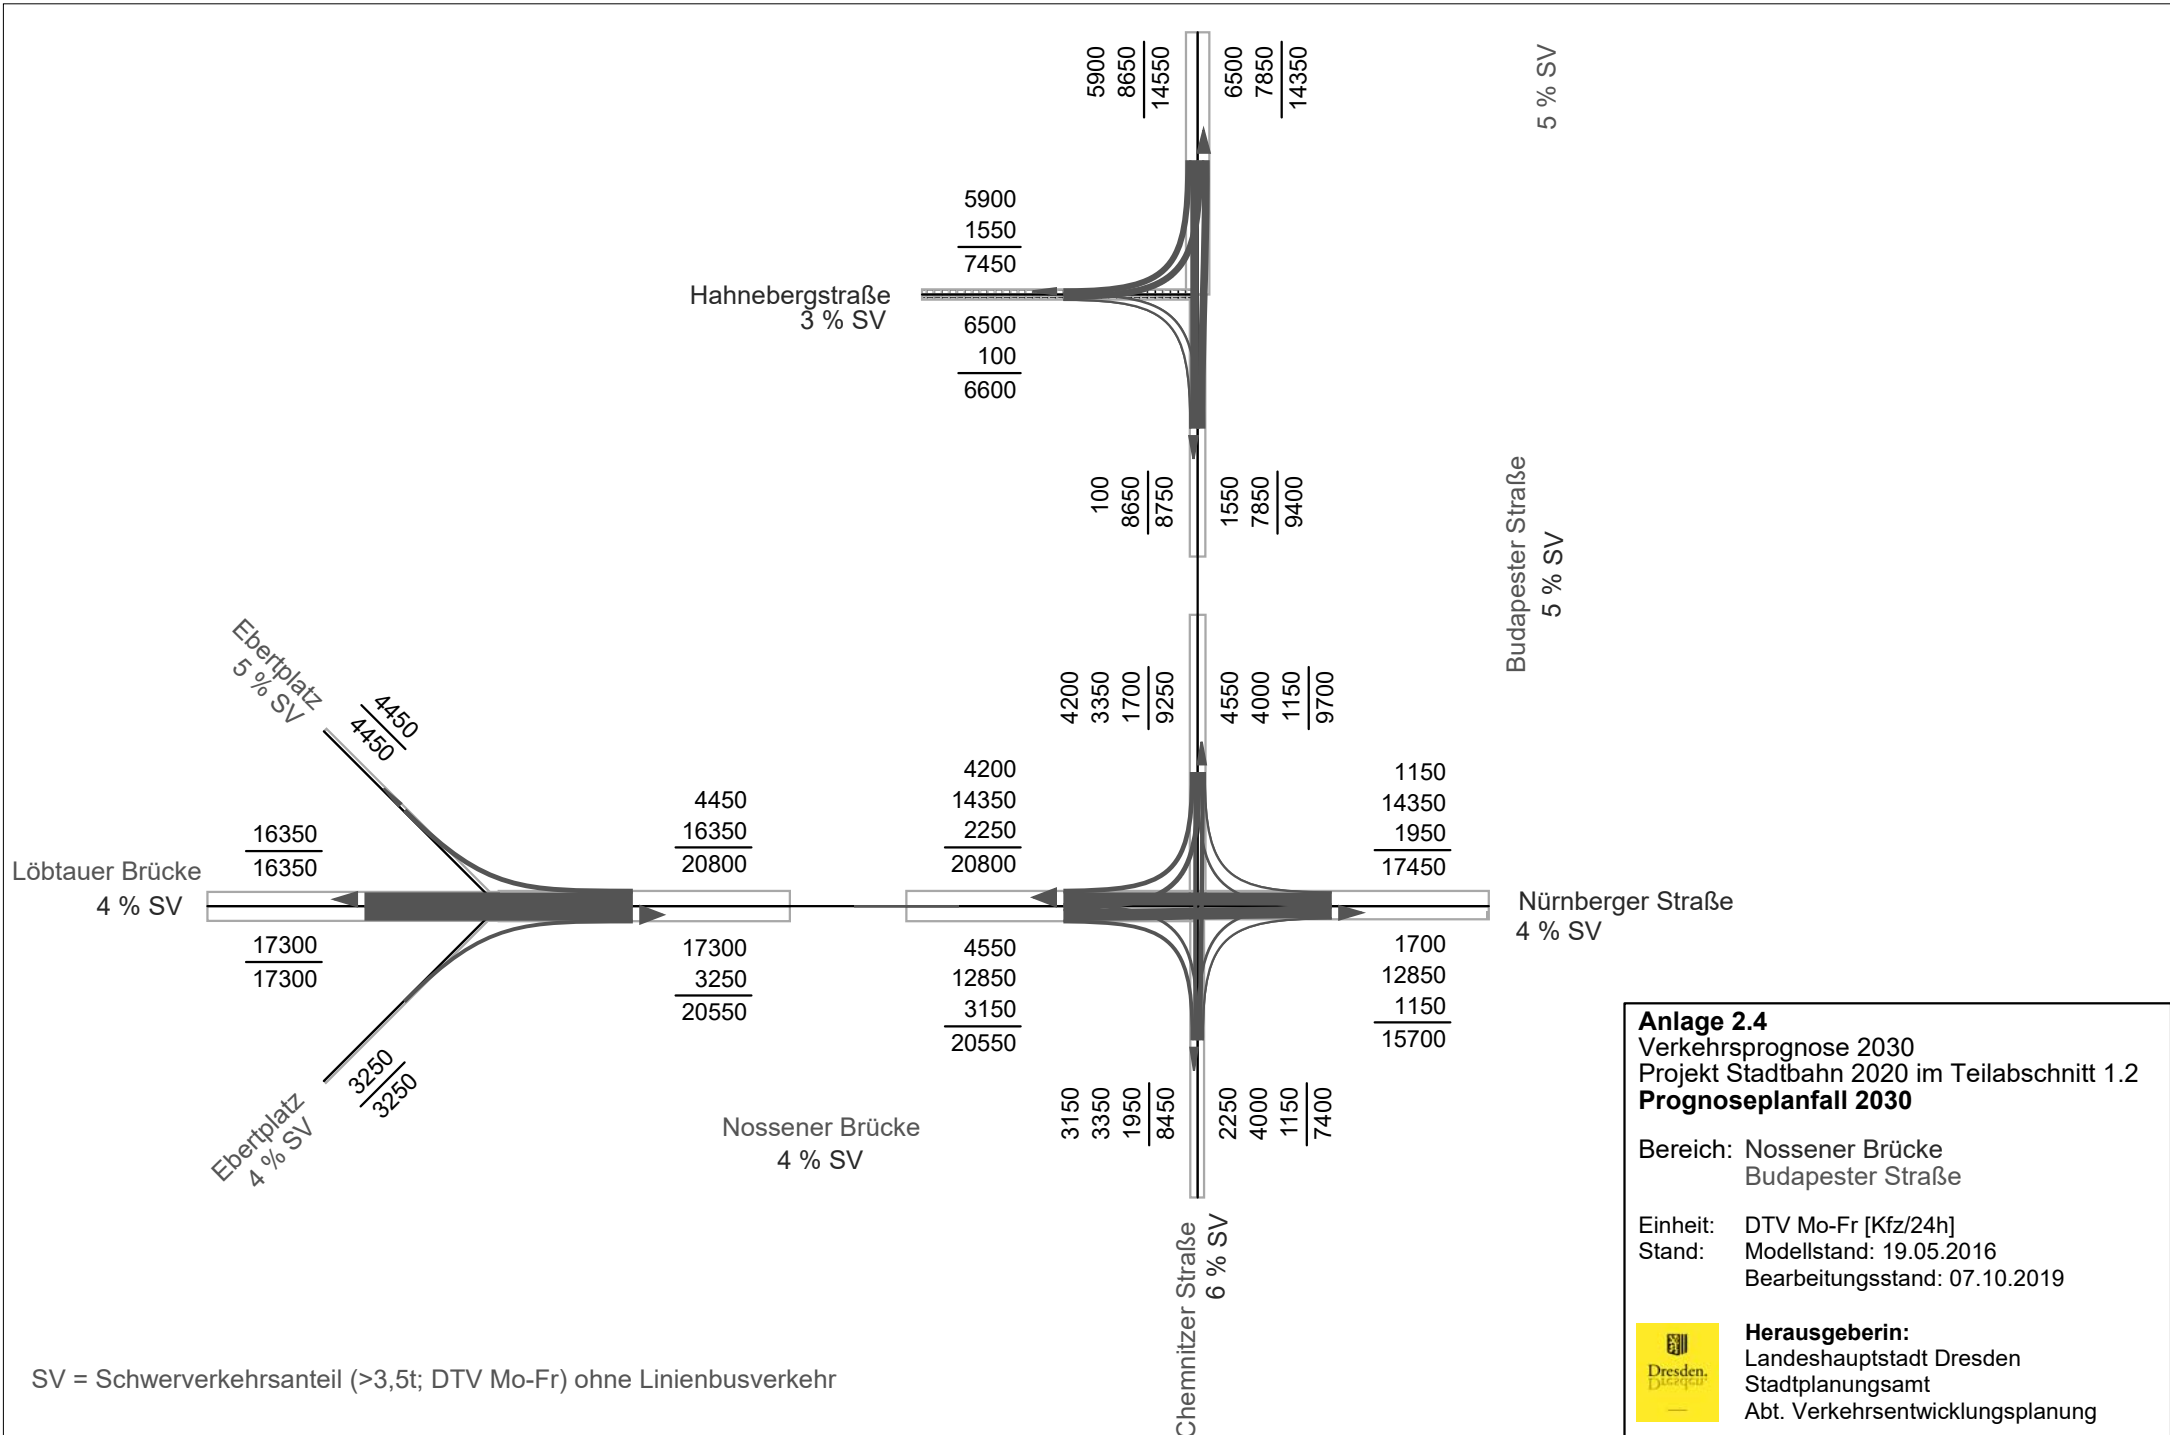 5900
8650
14550
6500
7850
14350
5 % SV
5900
1550
7450
Hahnebergstraße
3 % SV
6500
100
6600
100
8650
8750
1550
7850
9400
Budapester Straße
5 % SV
Ebertplatz
5 % SV
4450
4450
4200
3350
1700
9250
4550
4000
1150
9700
16350
16350
Löbtauer Brücke
4 % SV
17300
17300
4450
16350
20800
17300
3250
20550
4200
14350
2250
20800
4550
12850
3150
20550
1150
14350
1950
17450
Nürnberger Straße
4 % SV
1700
12850
1150
15700
3250
3250
Ebertplatz
4 % SV
Nossener Brücke
4 % SV
3150
3350
1950
8450
2250
4000
1150
7400
Chemnitzer Straße
6 % SV
SV = Schwerverkehrsanteil (>3,5t; DTV Mo-Fr) ohne Linienbusverkehr
Anlage 2.4
Verkehrsprognose 2030
Projekt Stadtbahn 2020 im Teilabschnitt 1.2
Prognoseplanfall 2030
Bereich: Nossener Brücke
Budapester Straße
Einheit: DTV Mo-Fr [Kfz/24h]
Stand: Modellstand: 19.05.2016
Bearbeitungsstand: 07.10.2019
Dresden.
Dresden.
Herausgeberin:
Landeshauptstadt Dresden
Stadtplanungsamt
Abt. Verkehrsentwicklungsplanung